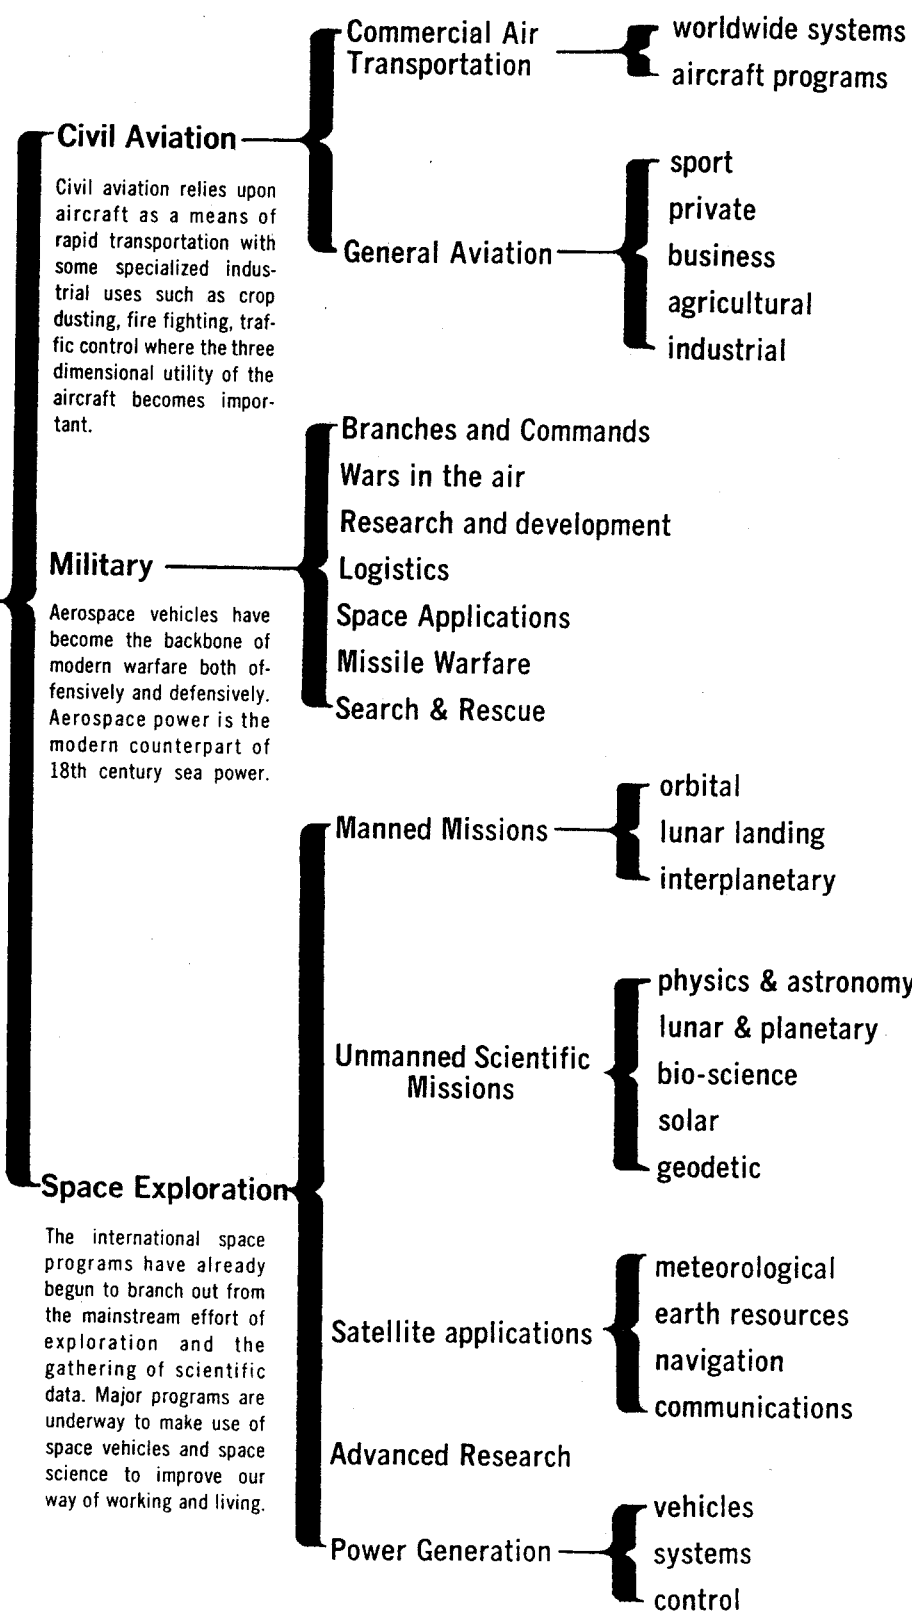 Commercial Air
Transportation
worldwide systems
aircraft programs
Civil Aviation
Civil aviation relies upon
aircraft as a means of
rapid transportation with
some specialized indus-
trial uses such as crop
dusting, fire fighting, traf-
fic control where the three
dimensional utility of the
aircraft becomes impor-
tant.
General Aviation
sport
private
business
agricultural
industrial
Military
Aerospace vehicles have
become the backbone of
modern warfare both of-
fensively and defensively.
Aerospace power is the
modern counterpart of
18th century sea power.
Branches and Commands
Wars in the air
Research and development
Logistics
Space Applications
Missile Warfare
Search & Rescue
Space Exploration
The international space
programs have already
begun to branch out from
the mainstream effort of
exploration and the
gathering of scientific
data. Major programs are
underway to make use of
space vehicles and space
science to improve our
way of working and living.
Manned Missions
orbital
lunar landing
interplanetary
Unmanned Scientific
Missions
physics & astronomy
lunar & planetary
bio-science
solar
geodetic
Satellite applications
meteorological
earth resources
navigation
communications
Advanced Research
Power Generation
vehicles
systems
control